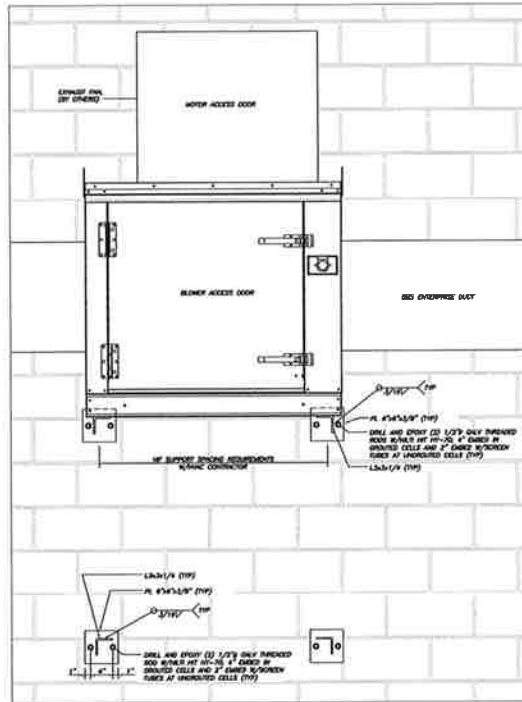 EXHAUST FAN,
(BY OTHERS)
MOTOR ACCESS DOOR
BLOWER ACCESS DOOR
ENTERPRISE DUCT
3/16 TYP
PL 6"x6"x3/8" (TYP)
DRILL AND EPOXY (2) 1/2"φ GALV THREADED
RODS W/HILTI HIT HY-70, 4" EMBED IN
GROUTED CELLS AND 2" EMBED W/SCREEN
TUBES AT UNGROUTED CELLS (TYP)
L3x3x1/4 (TYP)
VIF SUPPORT SPACING REQUIREMENTS
W/HVAC CONTRACTOR
L3x3x1/4 (TYP)
PL 6"x6"x3/8" (TYP)
3/16 TYP
DRILL AND EPOXY (2) 1/2"φ GALV THREADED
ROD W/HILTI HIT HY-70, 4" EMBED IN
GROUTED CELLS AND 2" EMBED W/SCREEN
TUBES AT UNGROUTED CELLS (TYP)
1" 4" 1"